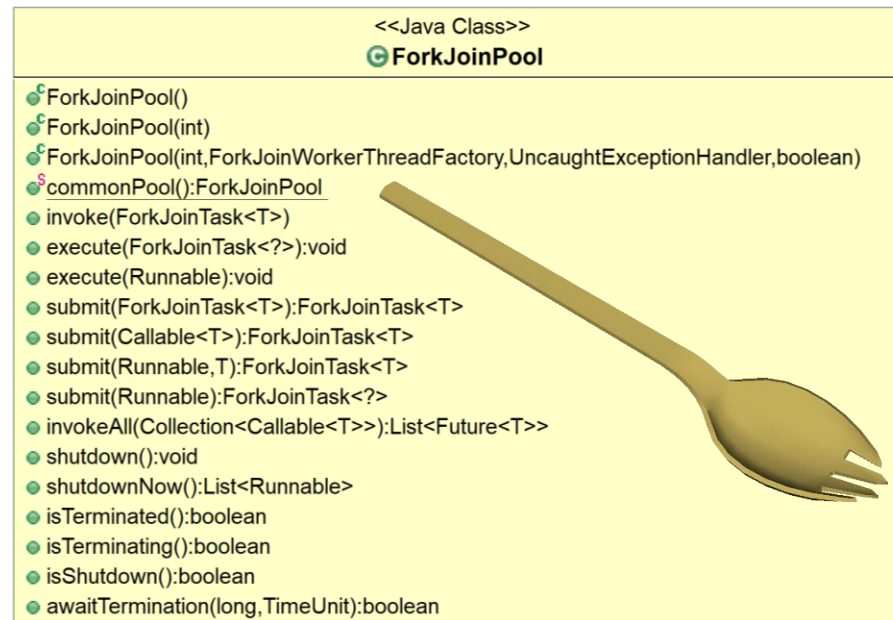 <<Java Class>>
ForkJoinPool
ForkJoinPool()
ForkJoinPool(int)
ForkJoinPool(int,ForkJoinWorkerThreadFactory,UncaughtExceptionHandler,boolean)
commonPool():ForkJoinPool
invoke(ForkJoinTask<T>)
execute(ForkJoinTask<?>):void
execute(Runnable):void
submit(ForkJoinTask<T>):ForkJoinTask<T>
submit(Callable<T>):ForkJoinTask<T>
submit(Runnable,T):ForkJoinTask<T>
submit(Runnable):ForkJoinTask<?>
invokeAll(Collection<Callable<T>>):List<Future<T>>
shutdown():void
shutdownNow():List<Runnable>
isTerminated():boolean
isTerminating():boolean
isShutdown():boolean
awaitTermination(long,TimeUnit):boolean